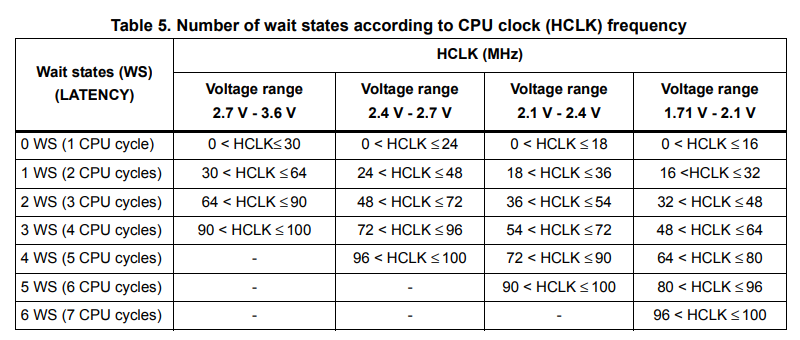 Table 5. Number of wait states according to CPU clock (HCLK) frequency
Wait states (WS)
(LATENCY)
HCLK (MHz)
Voltage range
2.7 V - 3.6 V
Voltage range
2.4 V - 2.7 V
Voltage range
2.1 V - 2.4 V
Voltage range
1.71 V - 2.1 V
0 WS (1 CPU cycle) 0 < HCLK≤ 30 0 < HCLK ≤ 24 0 < HCLK ≤ 18 0 < HCLK ≤ 16
1 WS (2 CPU cycles) 30 < HCLK ≤ 64 24 < HCLK ≤ 48 18 < HCLK ≤ 36 16 <HCLK ≤ 32
2 WS (3 CPU cycles) 64 < HCLK ≤ 90 48 < HCLK ≤ 72 36 < HCLK ≤ 54 32 < HCLK ≤ 48
3 WS (4 CPU cycles) 90 < HCLK ≤ 100 72 < HCLK ≤ 96 54 < HCLK ≤ 72 48 < HCLK ≤ 64
4 WS (5 CPU cycles) - 96 < HCLK ≤ 100 72 < HCLK ≤ 90 64 < HCLK ≤ 80
5 WS (6 CPU cycles) - - 90 < HCLK ≤ 100 80 < HCLK ≤ 96
6 WS (7 CPU cycles) - - - 96 < HCLK ≤ 100